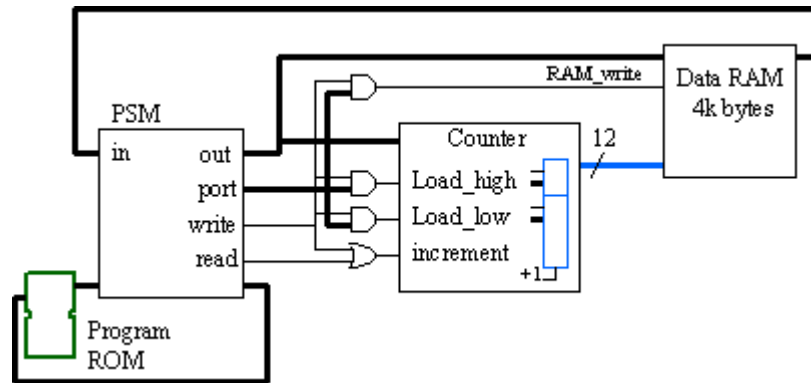 RAM_write
Data RAM
4k bytes
PSM
Counter
12
in
out
port
Load_high
Load_low
write
read
increment
+1
Program
ROM